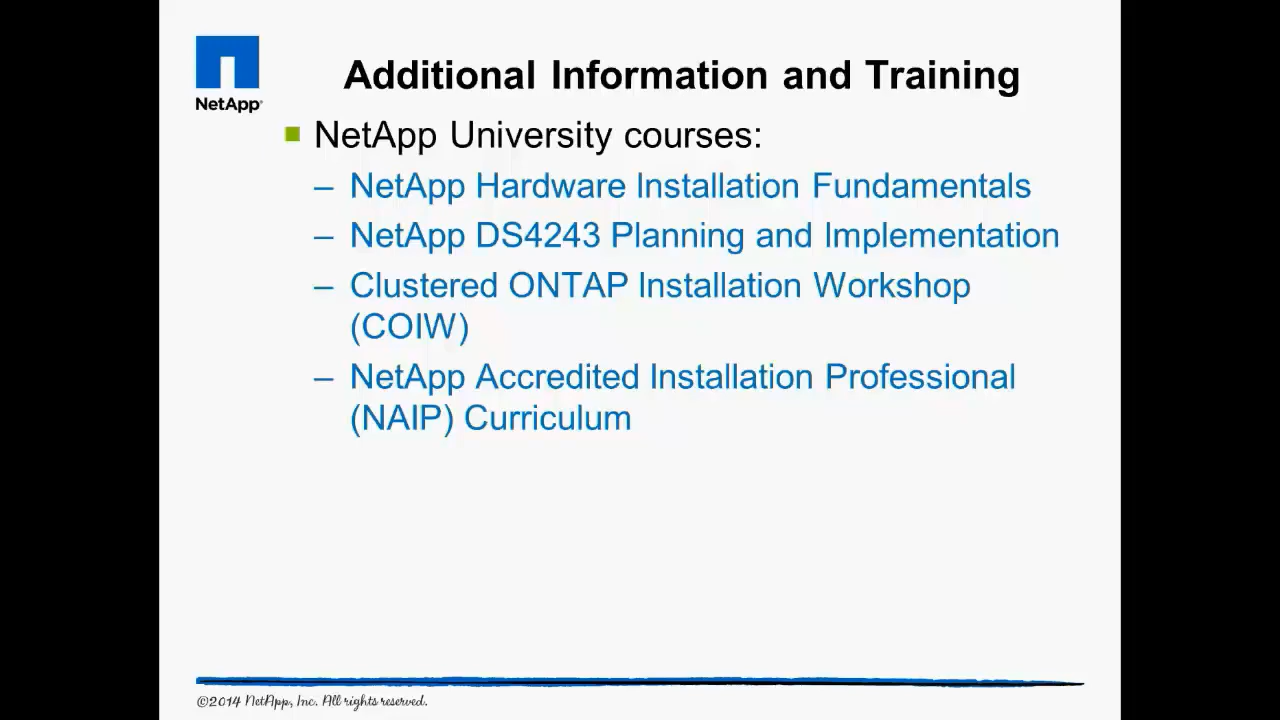 NetApp®
Additional Information and Training
NetApp University courses:
– NetApp Hardware Installation Fundamentals
– NetApp DS4243 Planning and Implementation
– Clustered ONTAP Installation Workshop
(COIW)
– NetApp Accredited Installation Professional
(NAIP) Curriculum
©2014 NetApp, Inc. All rights reserved.